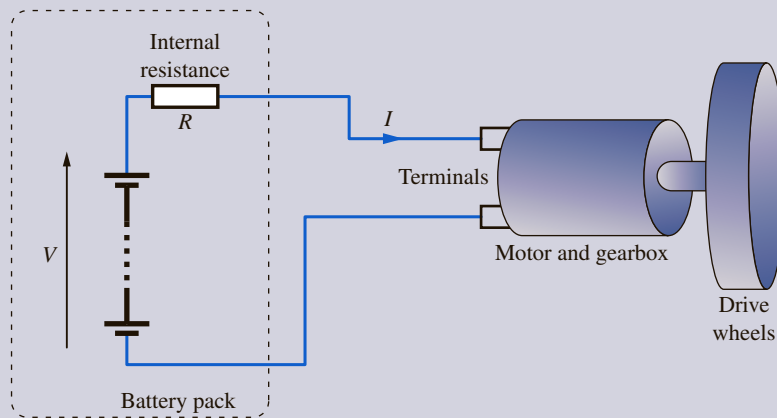 Internal
resistance
R
I
Terminals
V
Motor and gearbox
Drive
wheels
Battery pack